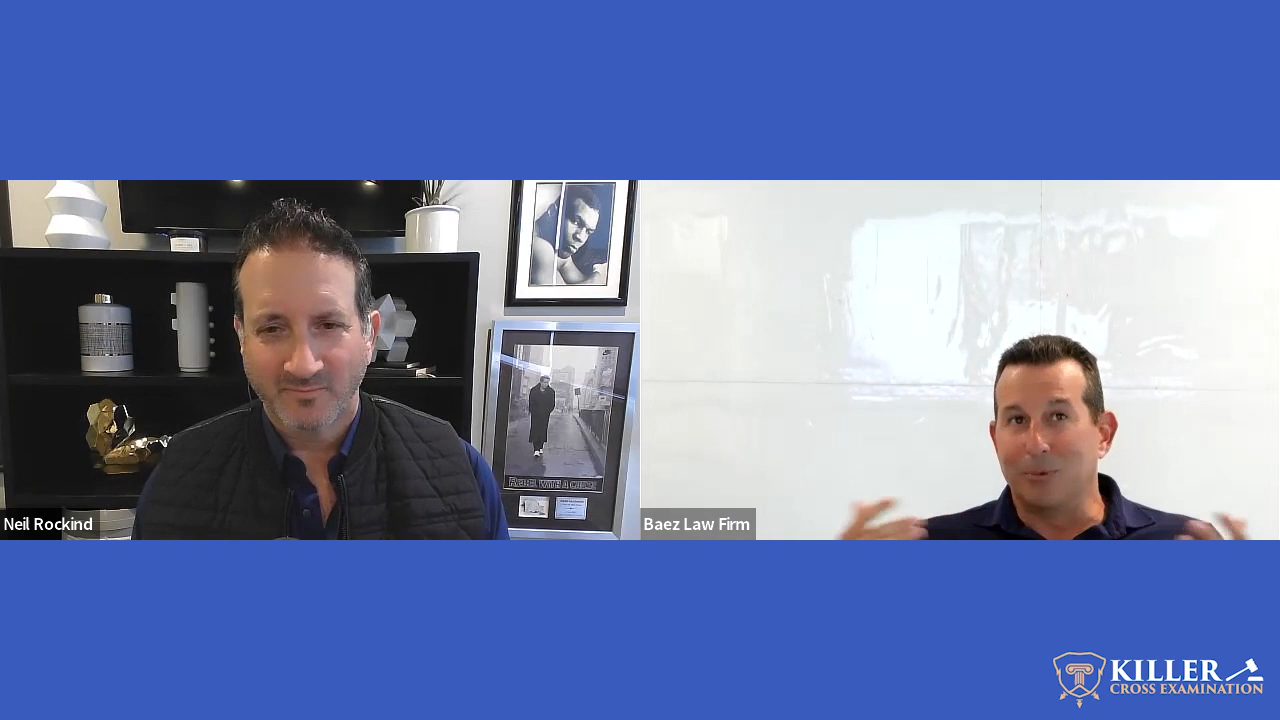 REBEL WITH A CAUSE
Neil Rockind
Baez Law Firm
KILLER
CROSS EXAMINATION